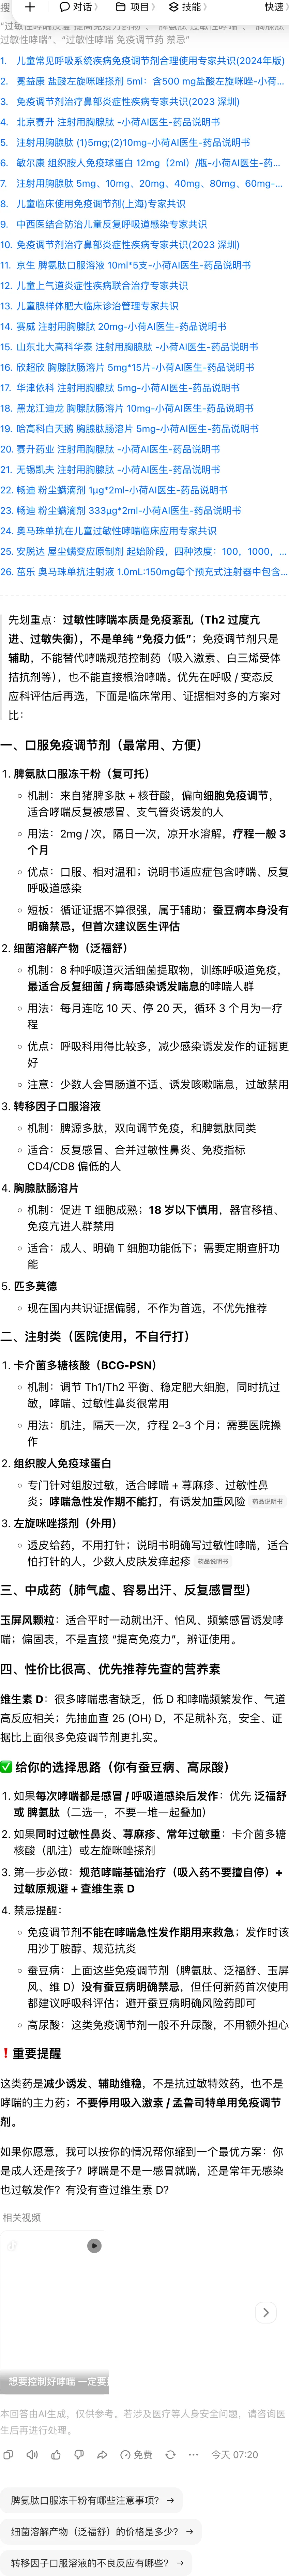 搜
对话
项目
技能
快速
“过敏性哮喘反复 提高免疫力药物”、“脾氨肽 过敏性哮喘”、“胸腺肽
过敏性哮喘”、“过敏性哮喘 免疫调节药 禁忌”
1. 儿童常见呼吸系统疾病免疫调节剂合理使用专家共识(2024年版)
2. 冕益康 盐酸左旋咪唑搽剂 5ml：含500 mg盐酸左旋咪唑-小荷...
3. 免疫调节剂治疗鼻部炎症性疾病专家共识(2023 深圳)
4. 北京赛升 注射用胸腺肽 -小荷AI医生-药品说明书
5. 注射用胸腺肽 (1)5mg;(2)10mg-小荷AI医生-药品说明书
6. 敏尔康 组织胺人免疫球蛋白 12mg（2ml）/瓶-小荷AI医生-药...
7. 注射用胸腺肽 5mg、10mg、20mg、40mg、80mg、60mg-...
8. 儿童临床使用免疫调节剂(上海)专家共识
9. 中西医结合防治儿童反复呼吸道感染专家共识
10. 免疫调节剂治疗鼻部炎症性疾病专家共识(2023 深圳)
11. 京生 脾氨肽口服溶液 10ml*5支-小荷AI医生-药品说明书
12. 儿童上气道炎症性疾病联合治疗专家共识
13. 儿童腺样体肥大临床诊治管理专家共识
14. 赛威 注射用胸腺肽 20mg-小荷AI医生-药品说明书
15. 山东北大高科华泰 注射用胸腺肽 -小荷AI医生-药品说明书
16. 欣超欣 胸腺肽肠溶片 5mg*15片-小荷AI医生-药品说明书
17. 华津依科 注射用胸腺肽 5mg-小荷AI医生-药品说明书
18. 黑龙江迪龙 胸腺肽肠溶片 10mg-小荷AI医生-药品说明书
19. 哈高科白天鹅 胸腺肽肠溶片 5mg-小荷AI医生-药品说明书
20. 赛升药业 注射用胸腺肽 -小荷AI医生-药品说明书
21. 无锡凯夫 注射用胸腺肽 -小荷AI医生-药品说明书
22. 畅迪 粉尘螨滴剂 1μg*2ml-小荷AI医生-药品说明书
23. 畅迪 粉尘螨滴剂 333μg*2ml-小荷AI医生-药品说明书
24. 奥马珠单抗在儿童过敏性哮喘临床应用专家共识
25. 安脱达 屋尘螨变应原制剂 起始阶段，四种浓度：100，1000，...
26. 茁乐 奥马珠单抗注射液 1.0mL:150mg每个预充式注射器中包含...
先划重点：过敏性哮喘本质是免疫紊乱（Th2 过度亢
进、过敏失衡），不是单纯 “免疫力低”；免疫调节剂只是
辅助，不能替代哮喘规范控制药（吸入激素、白三烯受体
拮抗剂等），也不能直接根治哮喘。优先在呼吸 / 变态反
应科评估后再选，下面是临床常用、证据相对多的方案对
比：
一、口服免疫调节剂（最常用、方便）
1. 脾氨肽口服冻干粉（复可托）
机制：来自猪脾多肽 + 核苷酸，偏向细胞免疫调节，
适合哮喘反复被感冒、支气管炎诱发的人
用法：2mg / 次，隔日一次，凉开水溶解，疗程一般 3
个月
优点：口服、相对温和；说明书适应症包含哮喘、反复
呼吸道感染
短板：循证证据不算很强，属于辅助；蚕豆病本身没有
明确禁忌，但首次建议医生评估
2. 细菌溶解产物（泛福舒）
机制：8 种呼吸道灭活细菌提取物，训练呼吸道免疫，
最适合反复细菌 / 病毒感染诱发喘息的哮喘人群
用法：每月连吃 10 天、停 20 天，循环 3 个月为一疗
程
优点：呼吸科用得比较多，减少感染诱发发作的证据更
好
注意：少数人会胃肠道不适、诱发咳嗽喘息，过敏禁用
3. 转移因子口服溶液
机制：脾源多肽，双向调节免疫，和脾氨肽同类
适合：反复感冒、合并过敏性鼻炎、免疫指标
CD4/CD8 偏低的人
4. 胸腺肽肠溶片
机制：促进 T 细胞成熟；18 岁以下慎用，器官移植、
免疫亢进人群禁用
适合：成人、明确 T 细胞功能低下；需要定期查肝功
能
5. 匹多莫德
现在国内共识证据偏弱，不作为首选，不优先推荐
二、注射类（医院使用，不自行打）
1. 卡介菌多糖核酸（BCG-PSN）
机制：调节 Th1/Th2 平衡、稳定肥大细胞，同时抗过
敏，哮喘、过敏性鼻炎很常用
用法：肌注，隔天一次，疗程 2–3 个月；需要医院操
作
2. 组织胺人免疫球蛋白
专门针对组胺过敏，适合哮喘 + 荨麻疹、过敏性鼻
炎；哮喘急性发作期不能打，有诱发加重风险 药品说明书
3. 左旋咪唑搽剂（外用）
透皮给药，不用打针；说明书明确写过敏性哮喘，适合
怕打针的人，少数人皮肤发痒起疹 药品说明书
三、中成药（肺气虚、容易出汗、反复感冒型）
玉屏风颗粒：适合平时一动就出汗、怕风、频繁感冒诱发哮
喘；偏固表，不是直接 “提高免疫力”，辨证使用。
四、性价比很高、优先推荐先查的营养素
维生素 D：很多哮喘患者缺乏，低 D 和哮喘频繁发作、气道
高反应相关；先抽血查 25 (OH) D，不足就补充，安全、证
据比上面很多免疫调节剂更扎实。
✅ 给你的选择思路（你有蚕豆病、高尿酸）
1. 如果每次哮喘都是感冒 / 呼吸道感染后发作：优先 泛福舒
或 脾氨肽（二选一，不要一堆一起叠加）
2. 如果同时过敏性鼻炎、荨麻疹、常年过敏重：卡介菌多糖
核酸（肌注）或左旋咪唑搽剂
3. 第一步必做：规范哮喘基础治疗（吸入药不要擅自停）+
过敏原规避 + 查维生素 D
4. 禁忌提醒：
免疫调节剂不能在哮喘急性发作期用来救急；发作时该
用沙丁胺醇、规范抗炎
蚕豆病：上面这些免疫调节剂（脾氨肽、泛福舒、玉屏
风、维 D）没有蚕豆病明确禁忌，但任何新药首次使用
都建议呼吸科评估；避开蚕豆病明确风险药即可
高尿酸：这类免疫调节剂一般不升尿酸，不用额外担心
❗重要提醒
这类药是减少诱发、辅助维稳，不是抗过敏特效药，也不是
哮喘的主力药；不要停用吸入激素 / 孟鲁司特单用免疫调节
剂。
如果你愿意，我可以按你的情况帮你缩到一个最优方案：你
是成人还是孩子？哮喘是不是一感冒就喘，还是常年无感染
也过敏发作？有没有查过维生素 D？
相关视频
想要控制好哮喘 一定要
本回答由AI生成，仅供参考。若涉及医疗等人身安全问题，请咨询医
生后再进行处理。
免费
今天 07:20
脾氨肽口服冻干粉有哪些注意事项？ →
细菌溶解产物（泛福舒）的价格是多少？ →
转移因子口服溶液的不良反应有哪些？ →